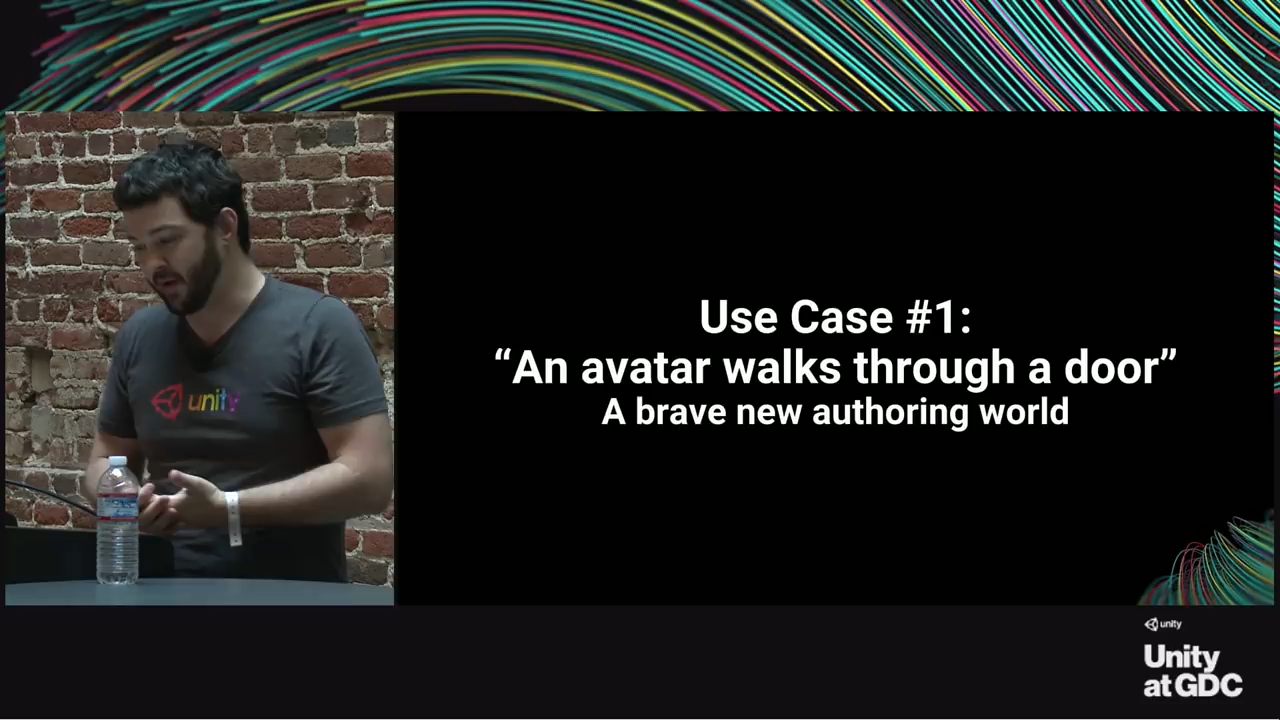 Use Case #1:
“An avatar walks through a door”
A brave new authoring world
unity
unity
Unity
at GDC